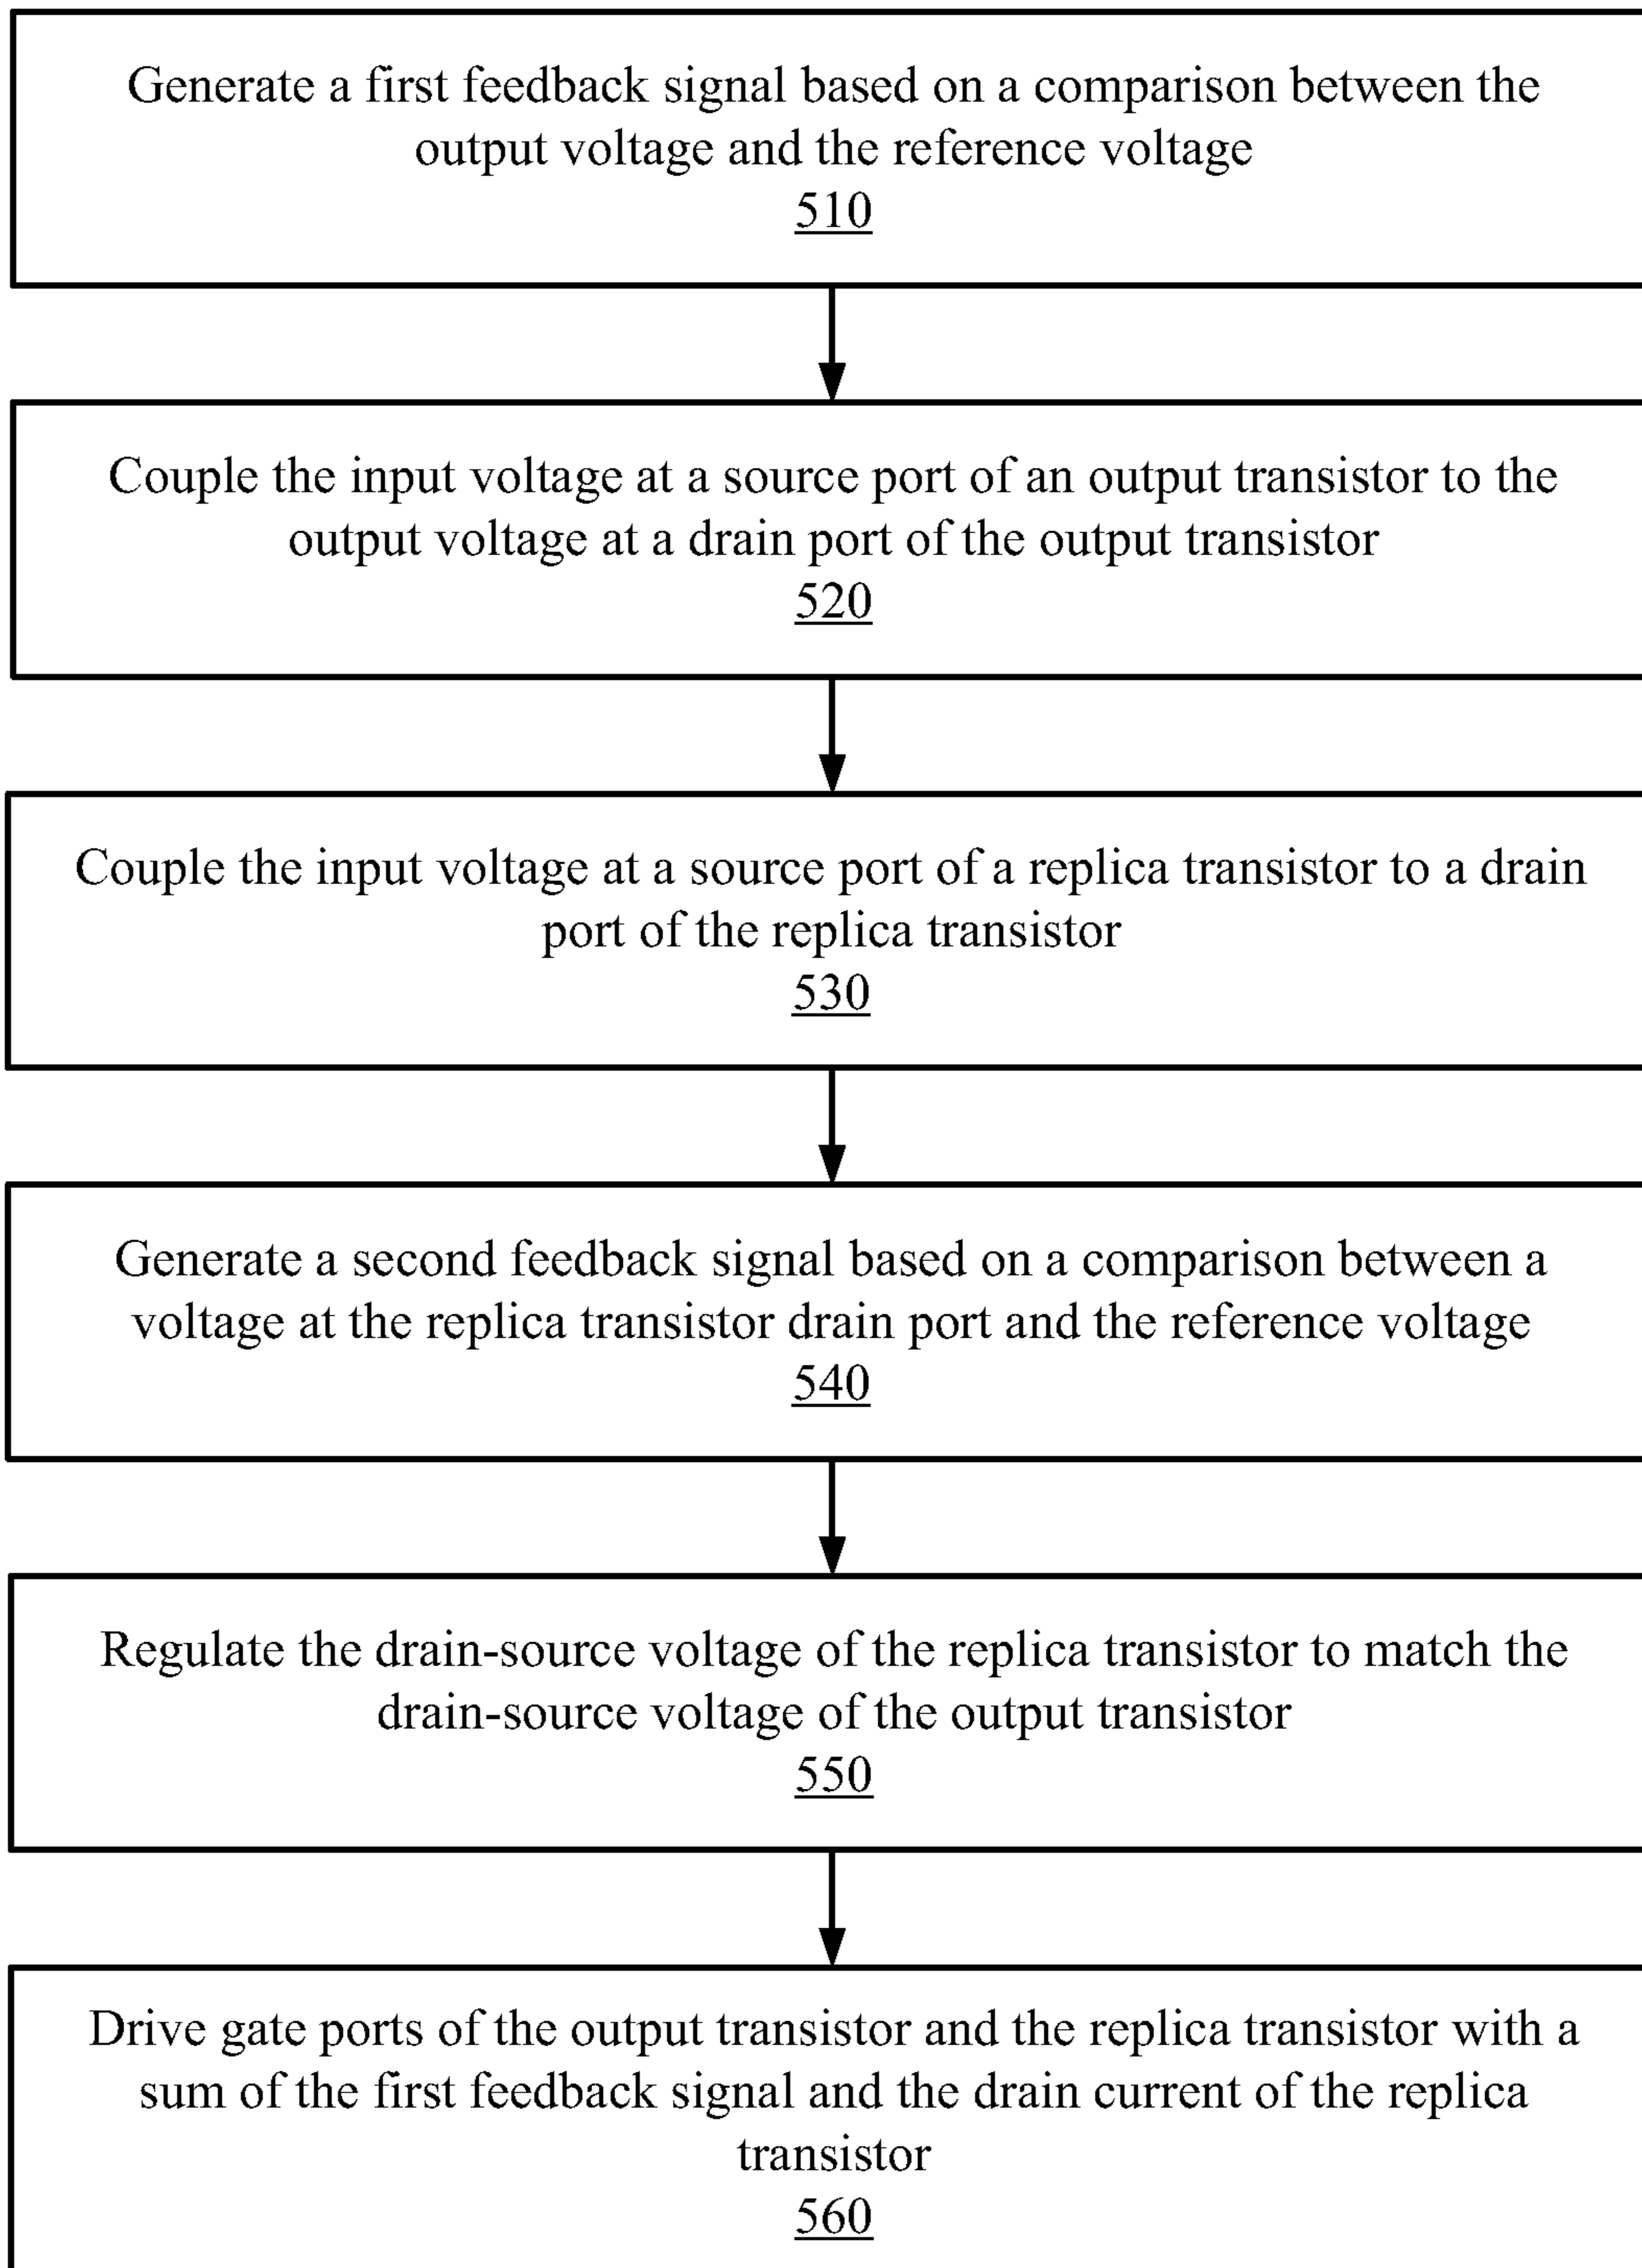 Generate a first feedback signal based on a comparison between the
output voltage and the reference voltage
510
Couple the input voltage at a source port of an output transistor to the
output voltage at a drain port of the output transistor
520
Couple the input voltage at a source port of a replica transistor to a drain
port of the replica transistor
530
Generate a second feedback signal based on a comparison between a
voltage at the replica transistor drain port and the reference voltage
540
Regulate the drain-source voltage of the replica transistor to match the
drain-source voltage of the output transistor
550
Drive gate ports of the output transistor and the replica transistor with a
sum of the first feedback signal and the drain current of the replica
transistor
560